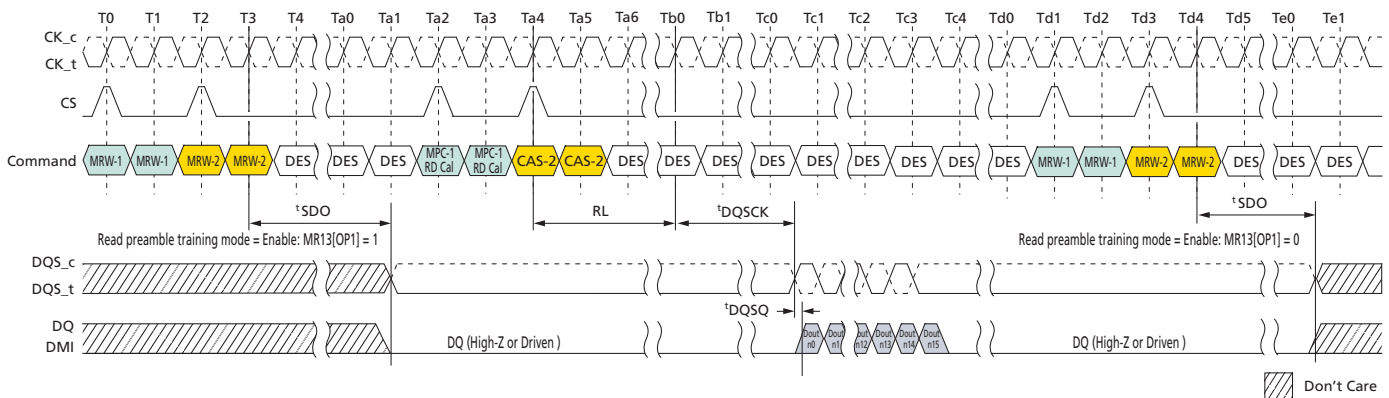 T0 T1 T2 T3 T4 Ta0 Ta1 Ta2 Ta3 Ta4 Ta5 Ta6 Tb0 Tb1 Tc0 Tc1 Tc2 Tc3 Tc4 Td0 Td1 Td2 Td3 Td4 Td5 Te0 Te1
CK_c
CK_t
CS
Command MRW-1 MRW-1 MRW-2 MRW-2 DES DES DES MPC-1 RD Cal MPC-1 RD Cal CAS-2 CAS-2 DES DES DES DES DES DES DES DES DES MRW-1 MRW-1 MRW-2 MRW-2 DES DES DES
tSDO RL tDQSCK tSDO
Read preamble training mode = Enable: MR13[OP1] = 1 Read preamble training mode = Enable: MR13[OP1] = 0
DQS_c
DQS_t
tDQSQ
DQ
DMI
DQ (High-Z or Driven ) Dout n0 Dout n1 out n12 Dout n13 Dout n14 Dout n15 DQ (High-Z or Driven )
Don't Care